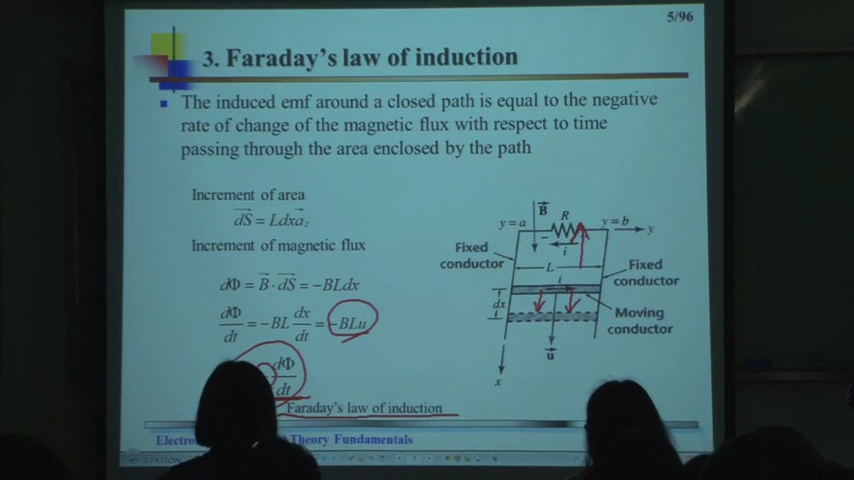 5/96
3. Faraday's law of induction
The induced emf around a closed path is equal to the negative
rate of change of the magnetic flux with respect to time
passing through the area enclosed by the path
Increment of area
dS = Ldxa_z
Increment of magnetic flux
dΦ = B · dS = -BLdx
dΦ/dt = -BL dx/dt = -BLu
dΦ/dt
Faraday's law of induction
B
R
y = a
y = b
y
i
Fixed
conductor
L
Fixed
conductor
i
dx
Moving
conductor
u
x
Theory Fundamentals